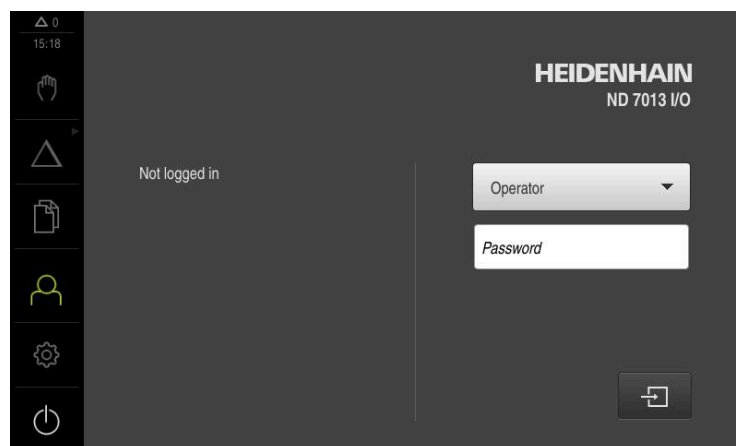 0
15:18
HEIDENHAIN
ND 7013 I/O
Not logged in
Operator
Password